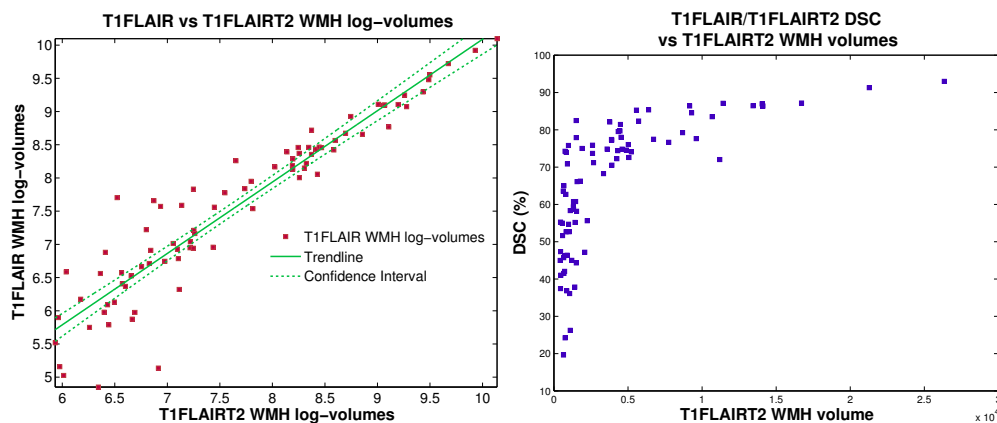 T1FLAIR vs T1FLAIRT2 WMH log−volumes
T1FLAIR WMH log−volumes
10
9.5
9
8.5
8
7.5
7
6.5
6
5.5
5
T1FLAIR WMH log−volumes
Trendline
Confidence Interval
6 6.5 7 7.5 8 8.5 9 9.5 10
T1FLAIRT2 WMH log−volumes
T1FLAIR/T1FLAIRT2 DSC
vs T1FLAIRT2 WMH volumes
DSC (%)
100
90
80
70
60
50
40
30
20
10
0 0.5 1 1.5 2 2.5
T1FLAIRT2 WMH volume